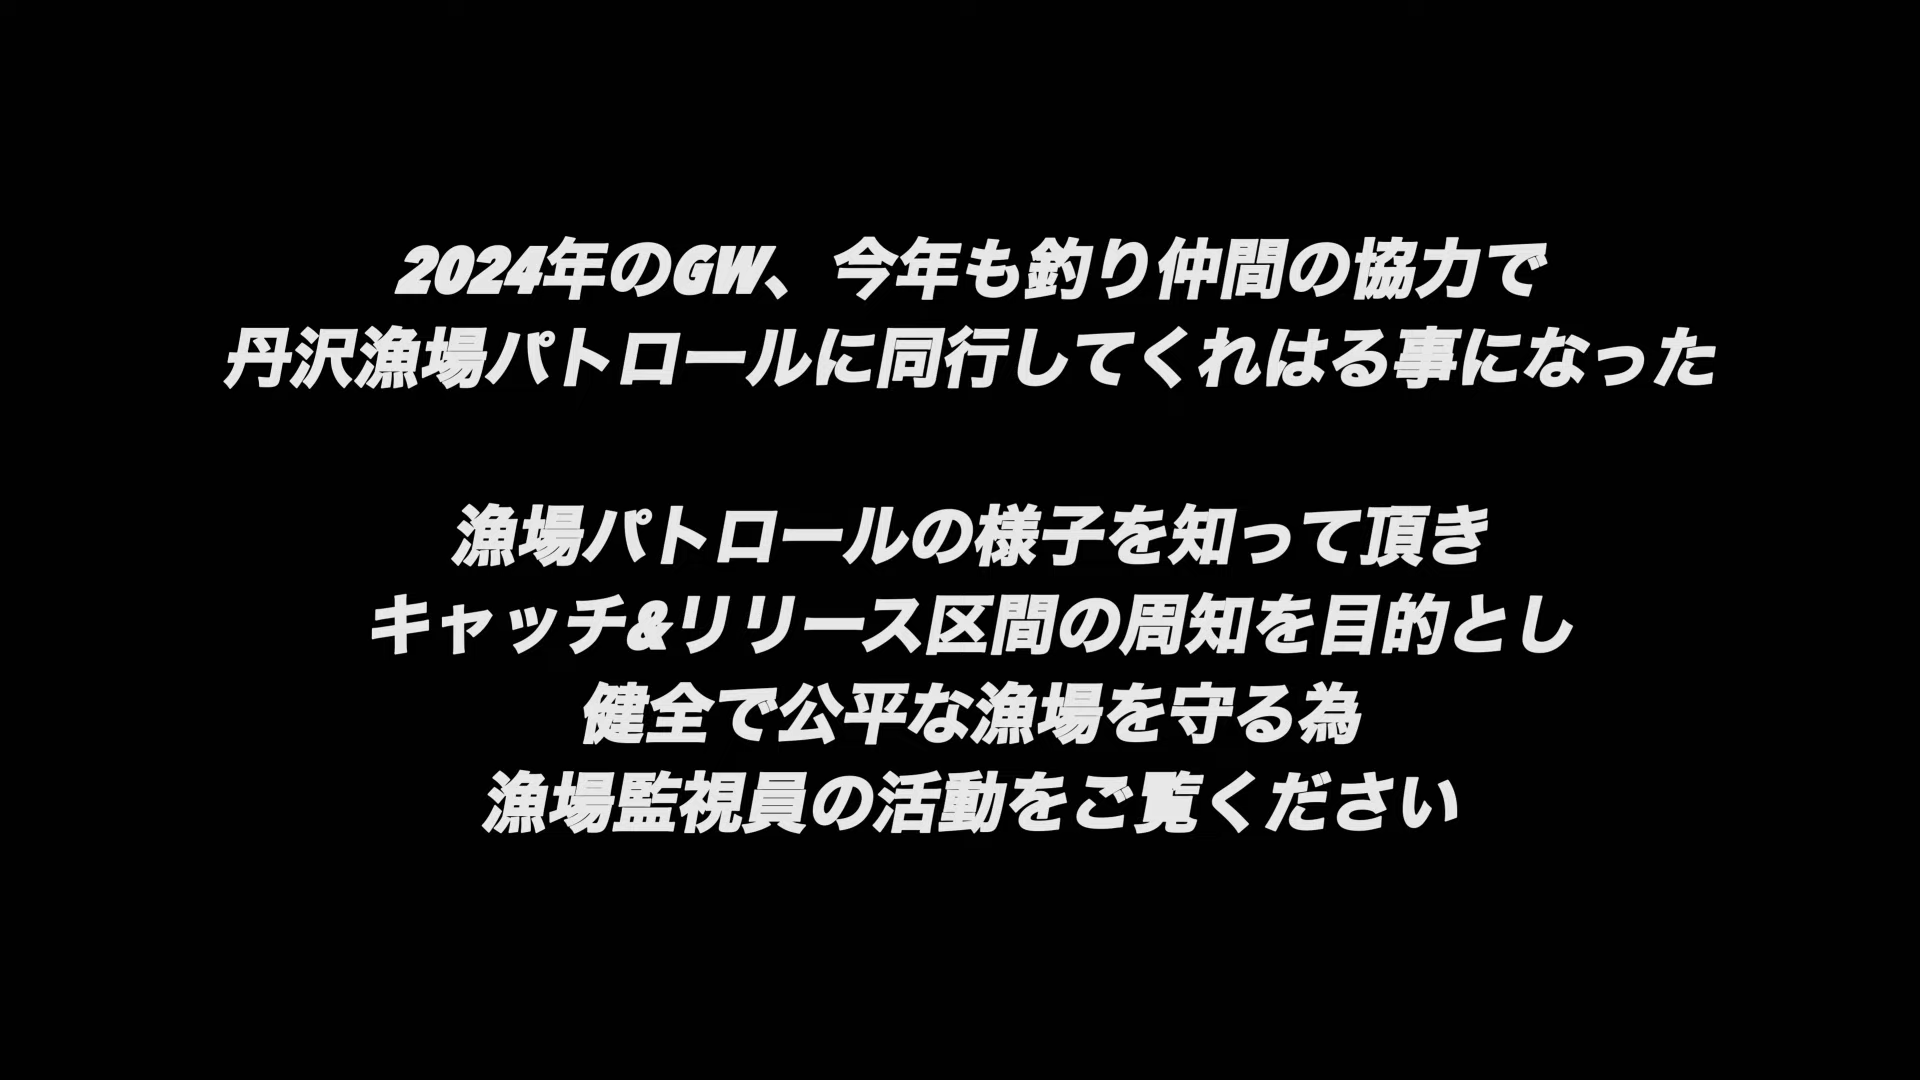 2024年のGW、今年も釣り仲間の協力で
丹沢漁場パトロールに同行してくれはる事になった
漁場パトロールの様子を知って頂き
キャッチ&リリース区間の周知を目的とし
健全で公平な漁場を守る為
漁場監視員の活動をご覧ください